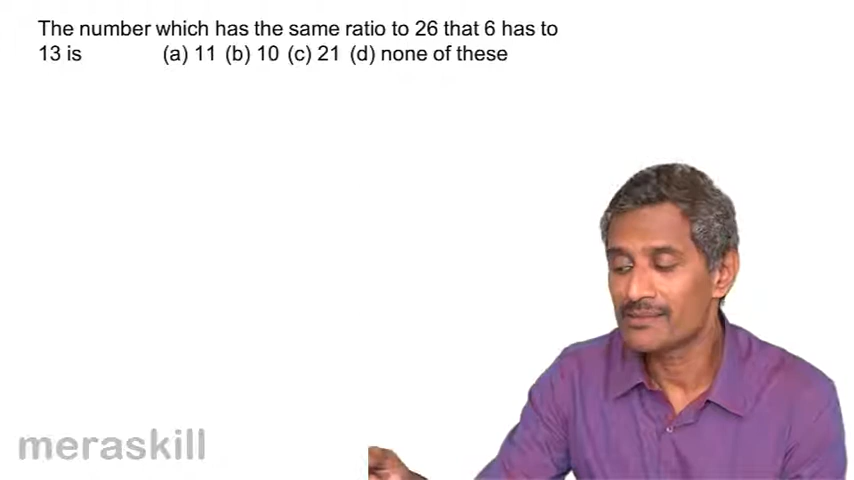 The number which has the same ratio to 26 that 6 has to
13 is (a) 11 (b) 10 (c) 21 (d) none of these
meraskill